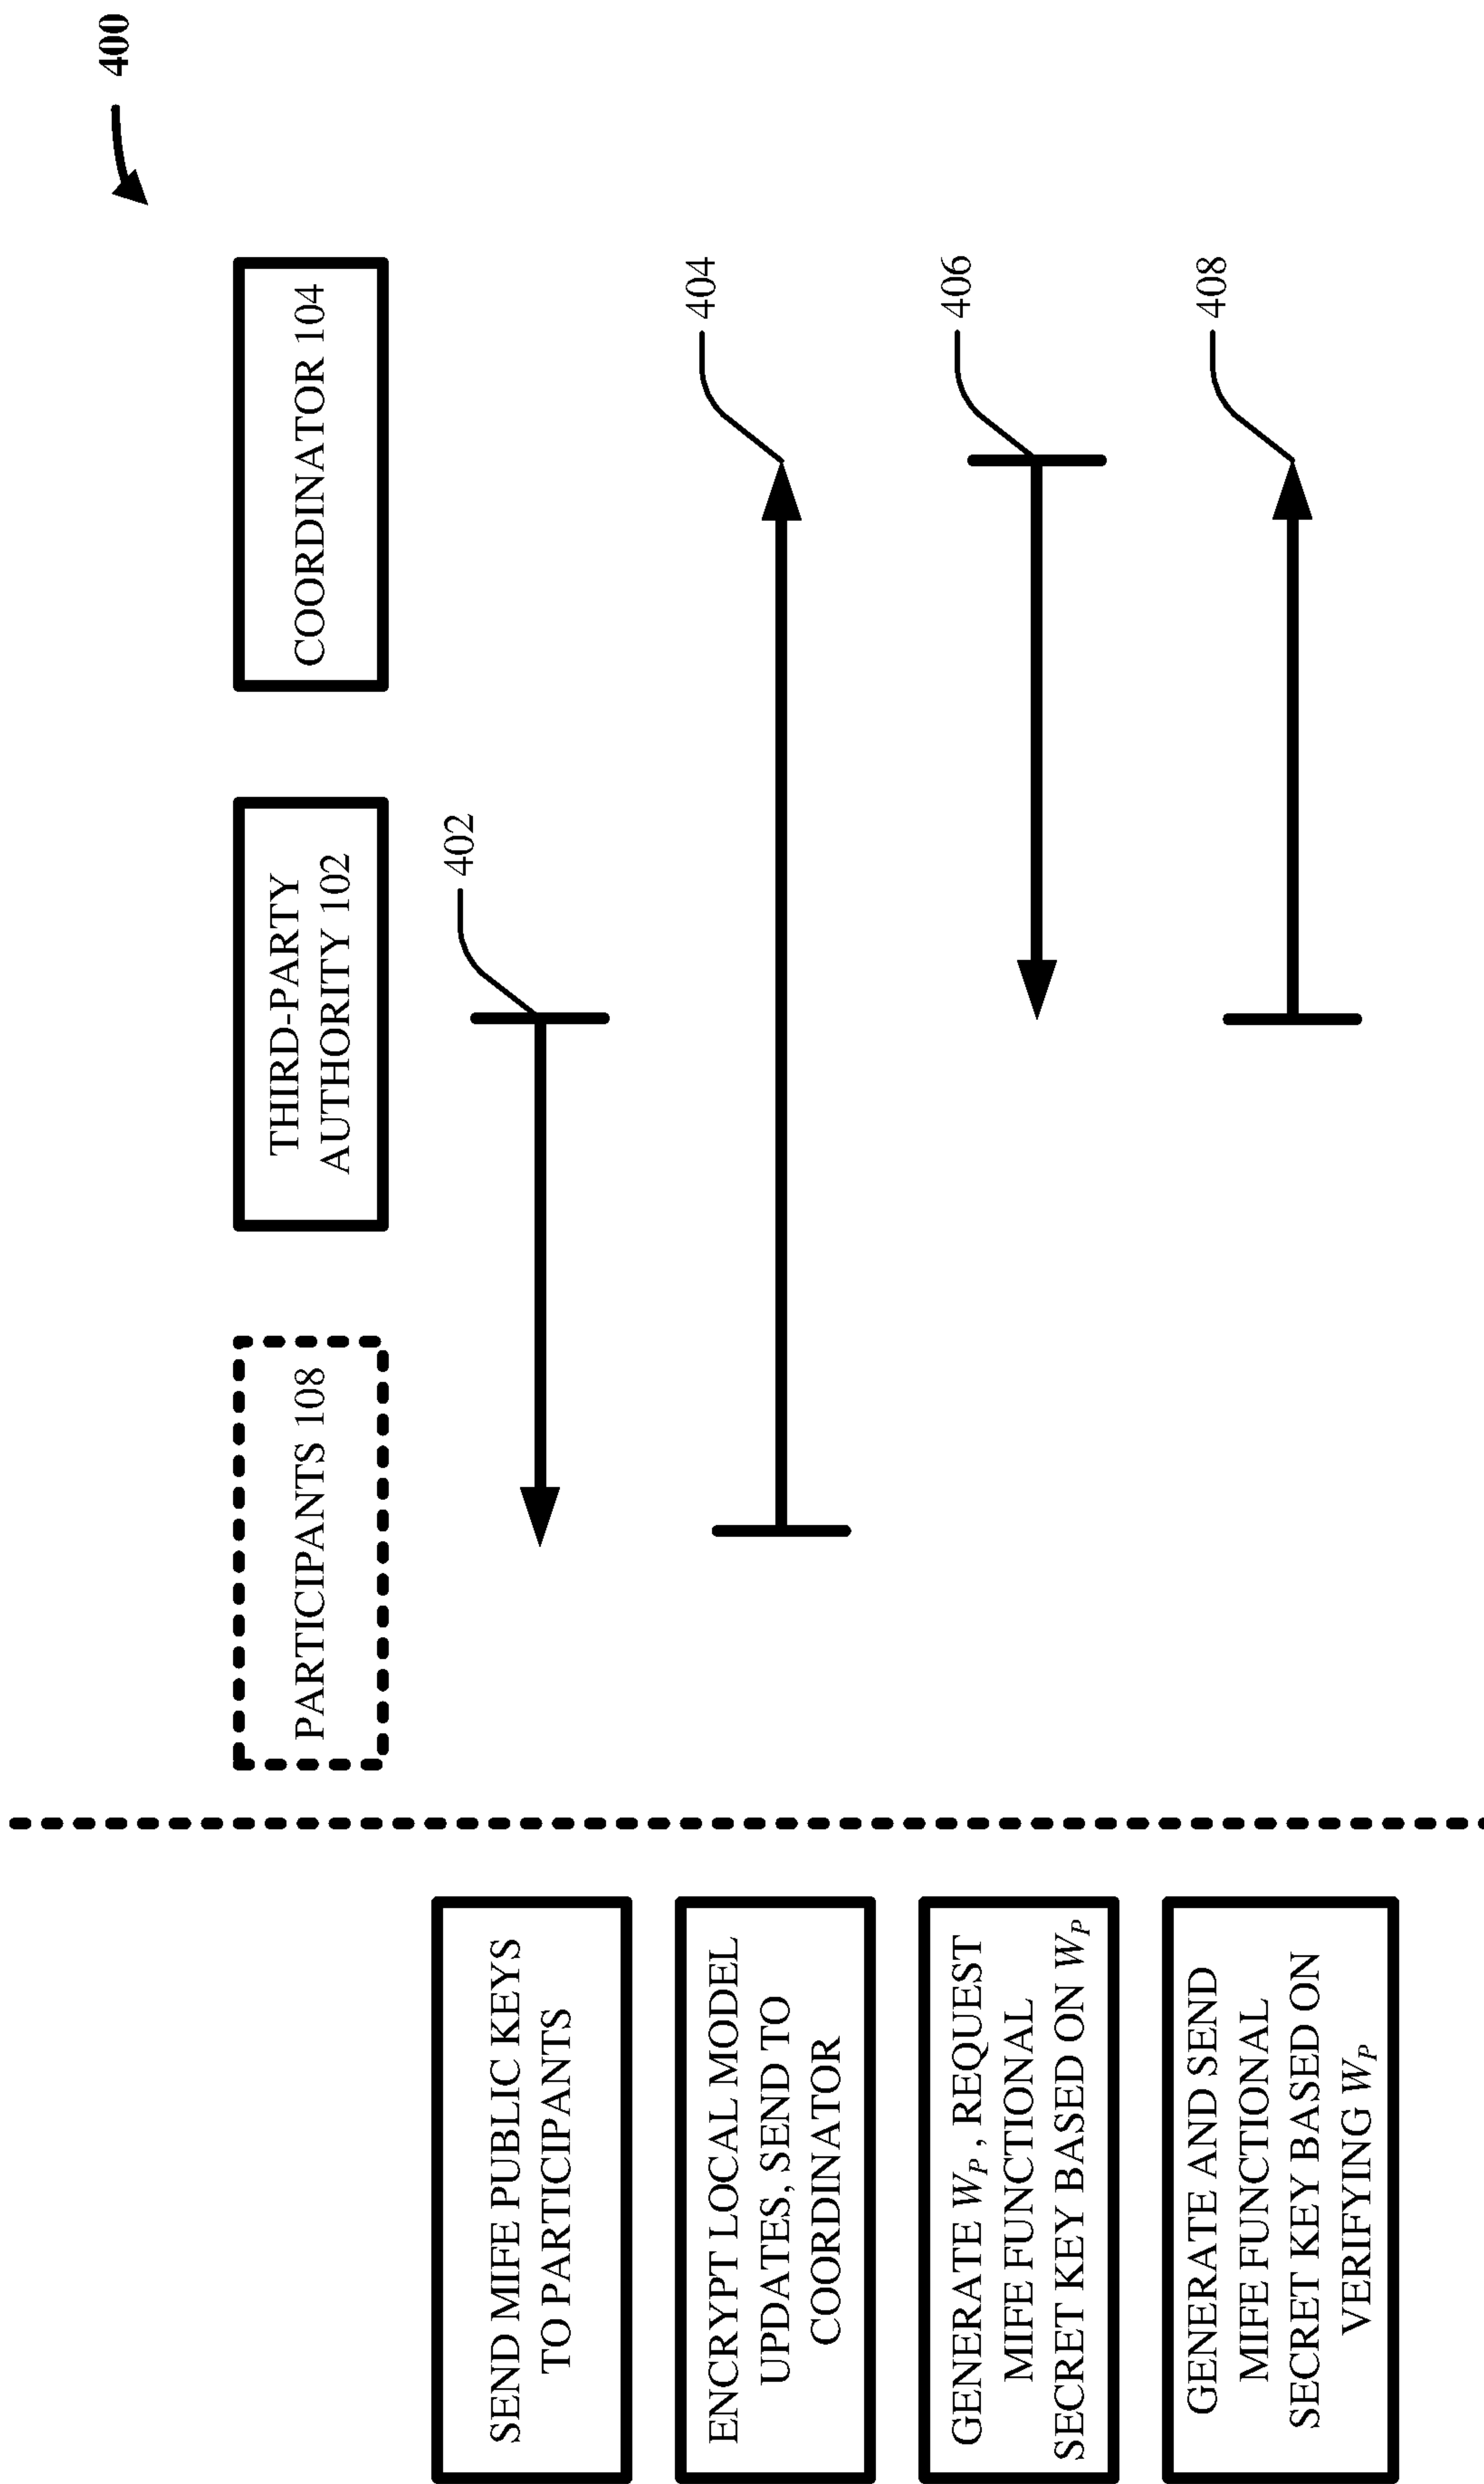 400
PARTICIPANTS 108
THIRD-PARTY
AUTHORITY 102
COORDINATOR 104
SEND MIFE PUBLIC KEYS
TO PARTICIPANTS
402
ENCRYPT LOCAL MODEL
UPDATES, SEND TO
COORDINATOR
404
GENERATE W_P , REQUEST
MIFE FUNCTIONAL
SECRET KEY BASED ON W_P
406
GENERATE AND SEND
MIFE FUNCTIONAL
SECRET KEY BASED ON
VERIFYING W_P
408